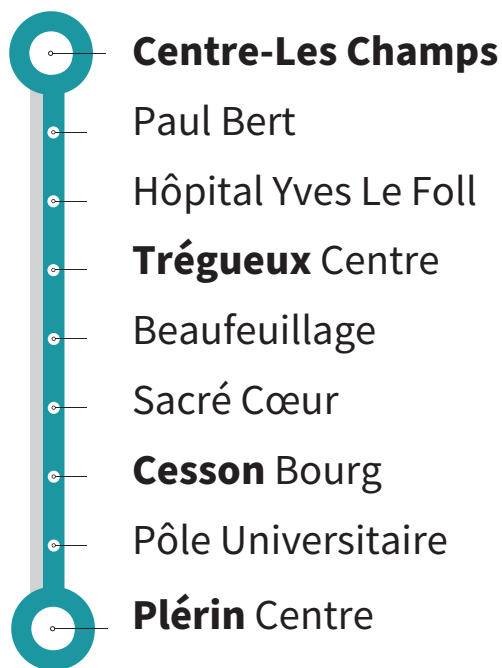 Centre-Les Champs
Paul Bert
Hôpital Yves Le Foll
Trégueux Centre
Beaufeuillage
Sacré Cœur
Cesson Bourg
Pôle Universitaire
Plérin Centre